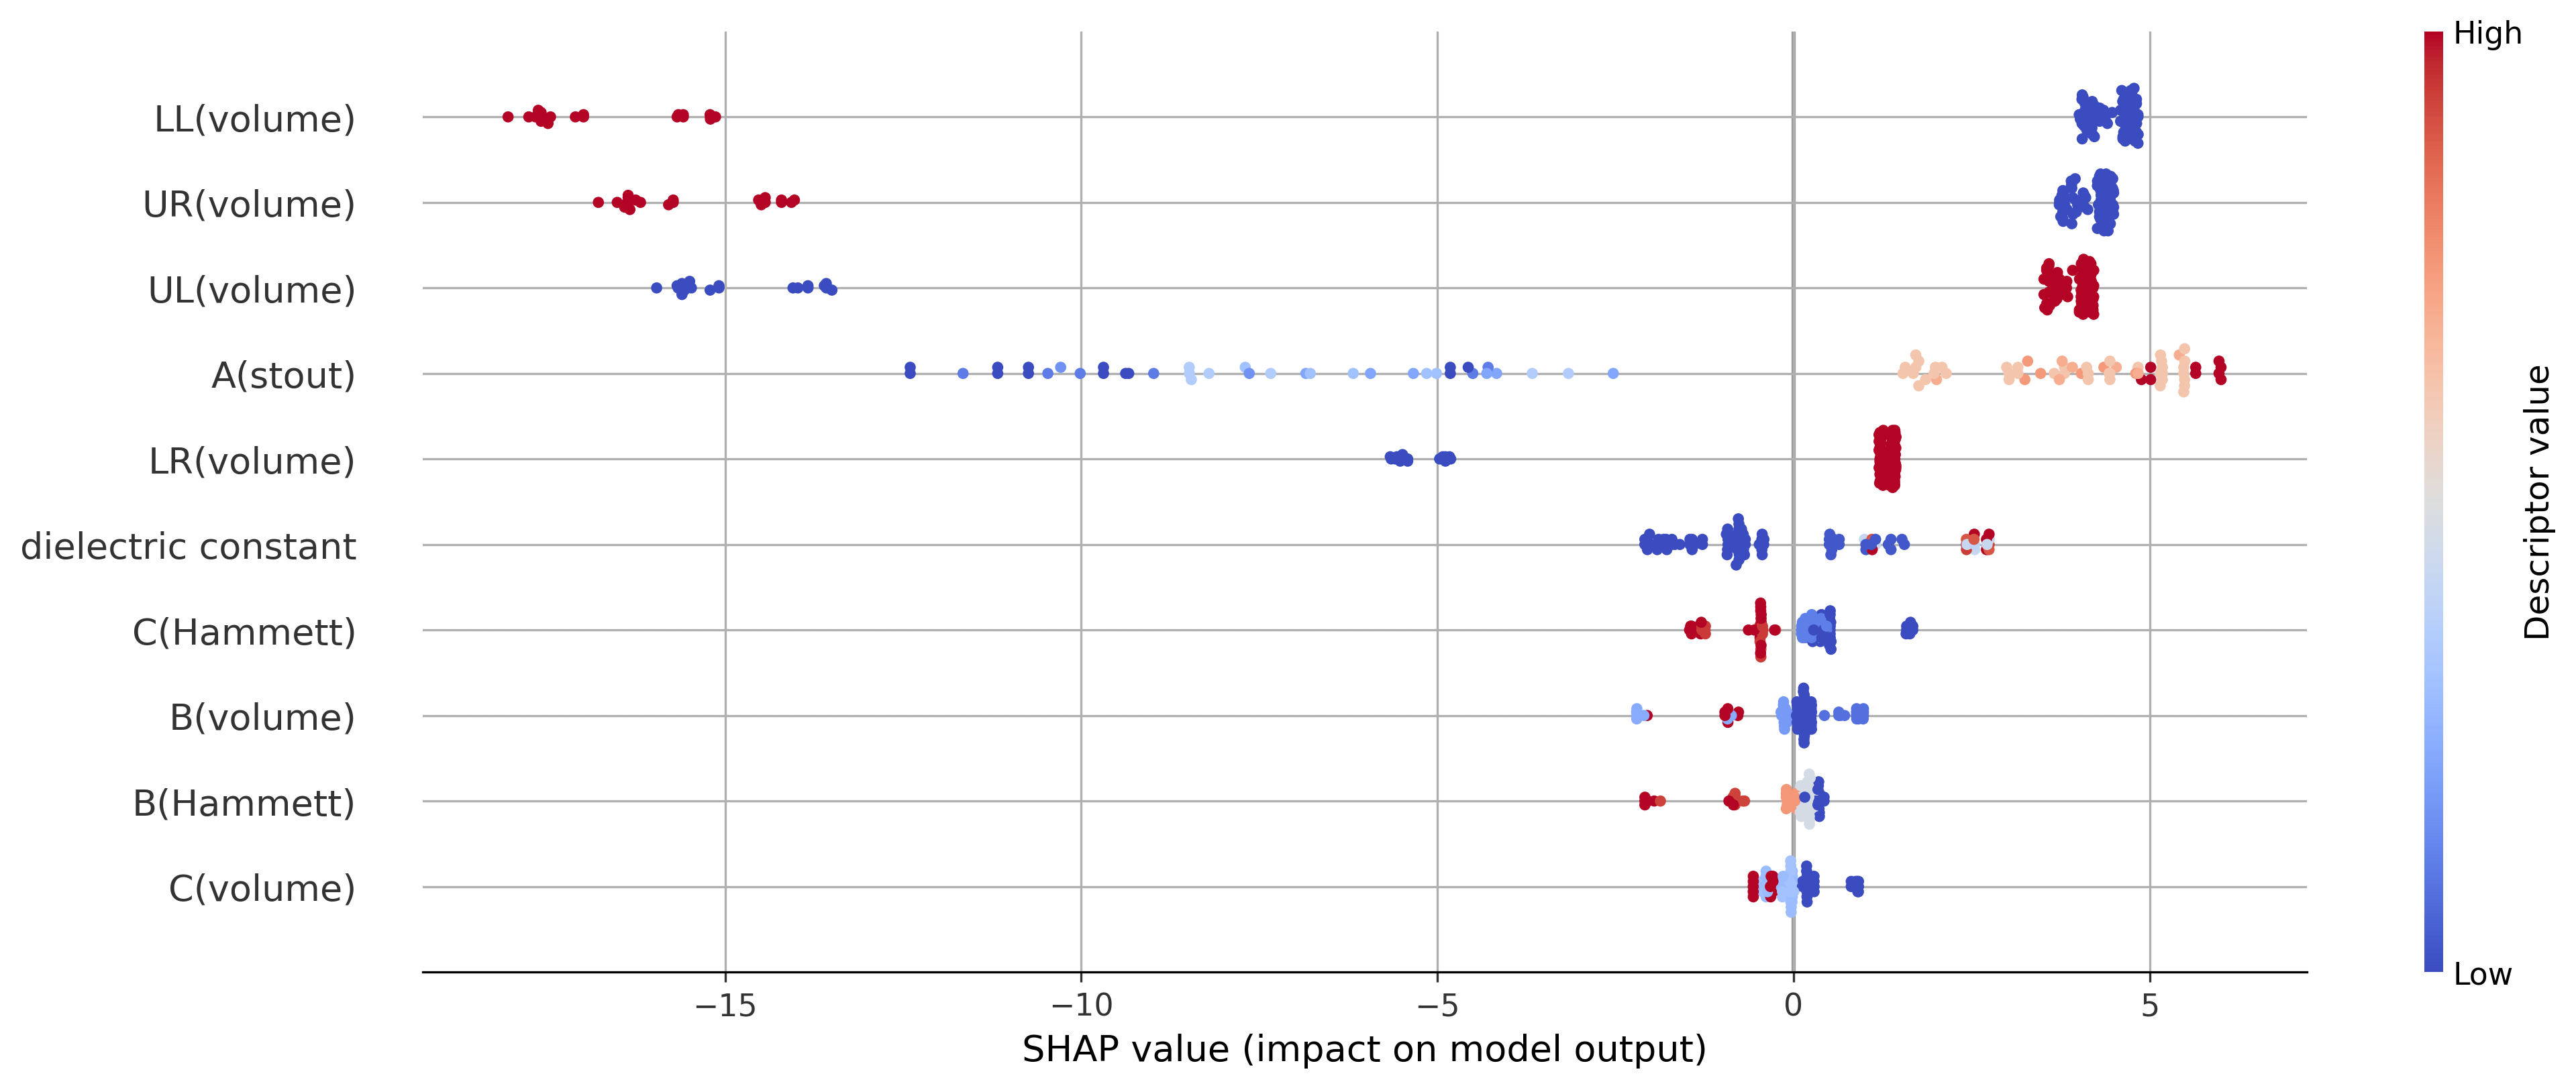 High
LL(volume)
UR(volume)
UL(volume)
A(stout)
LR(volume)
dielectric constant
C(Hammett)
B(volume)
B(Hammett)
C(volume)
Descriptor value
Low
−15 −10 −5 0 5
SHAP value (impact on model output)